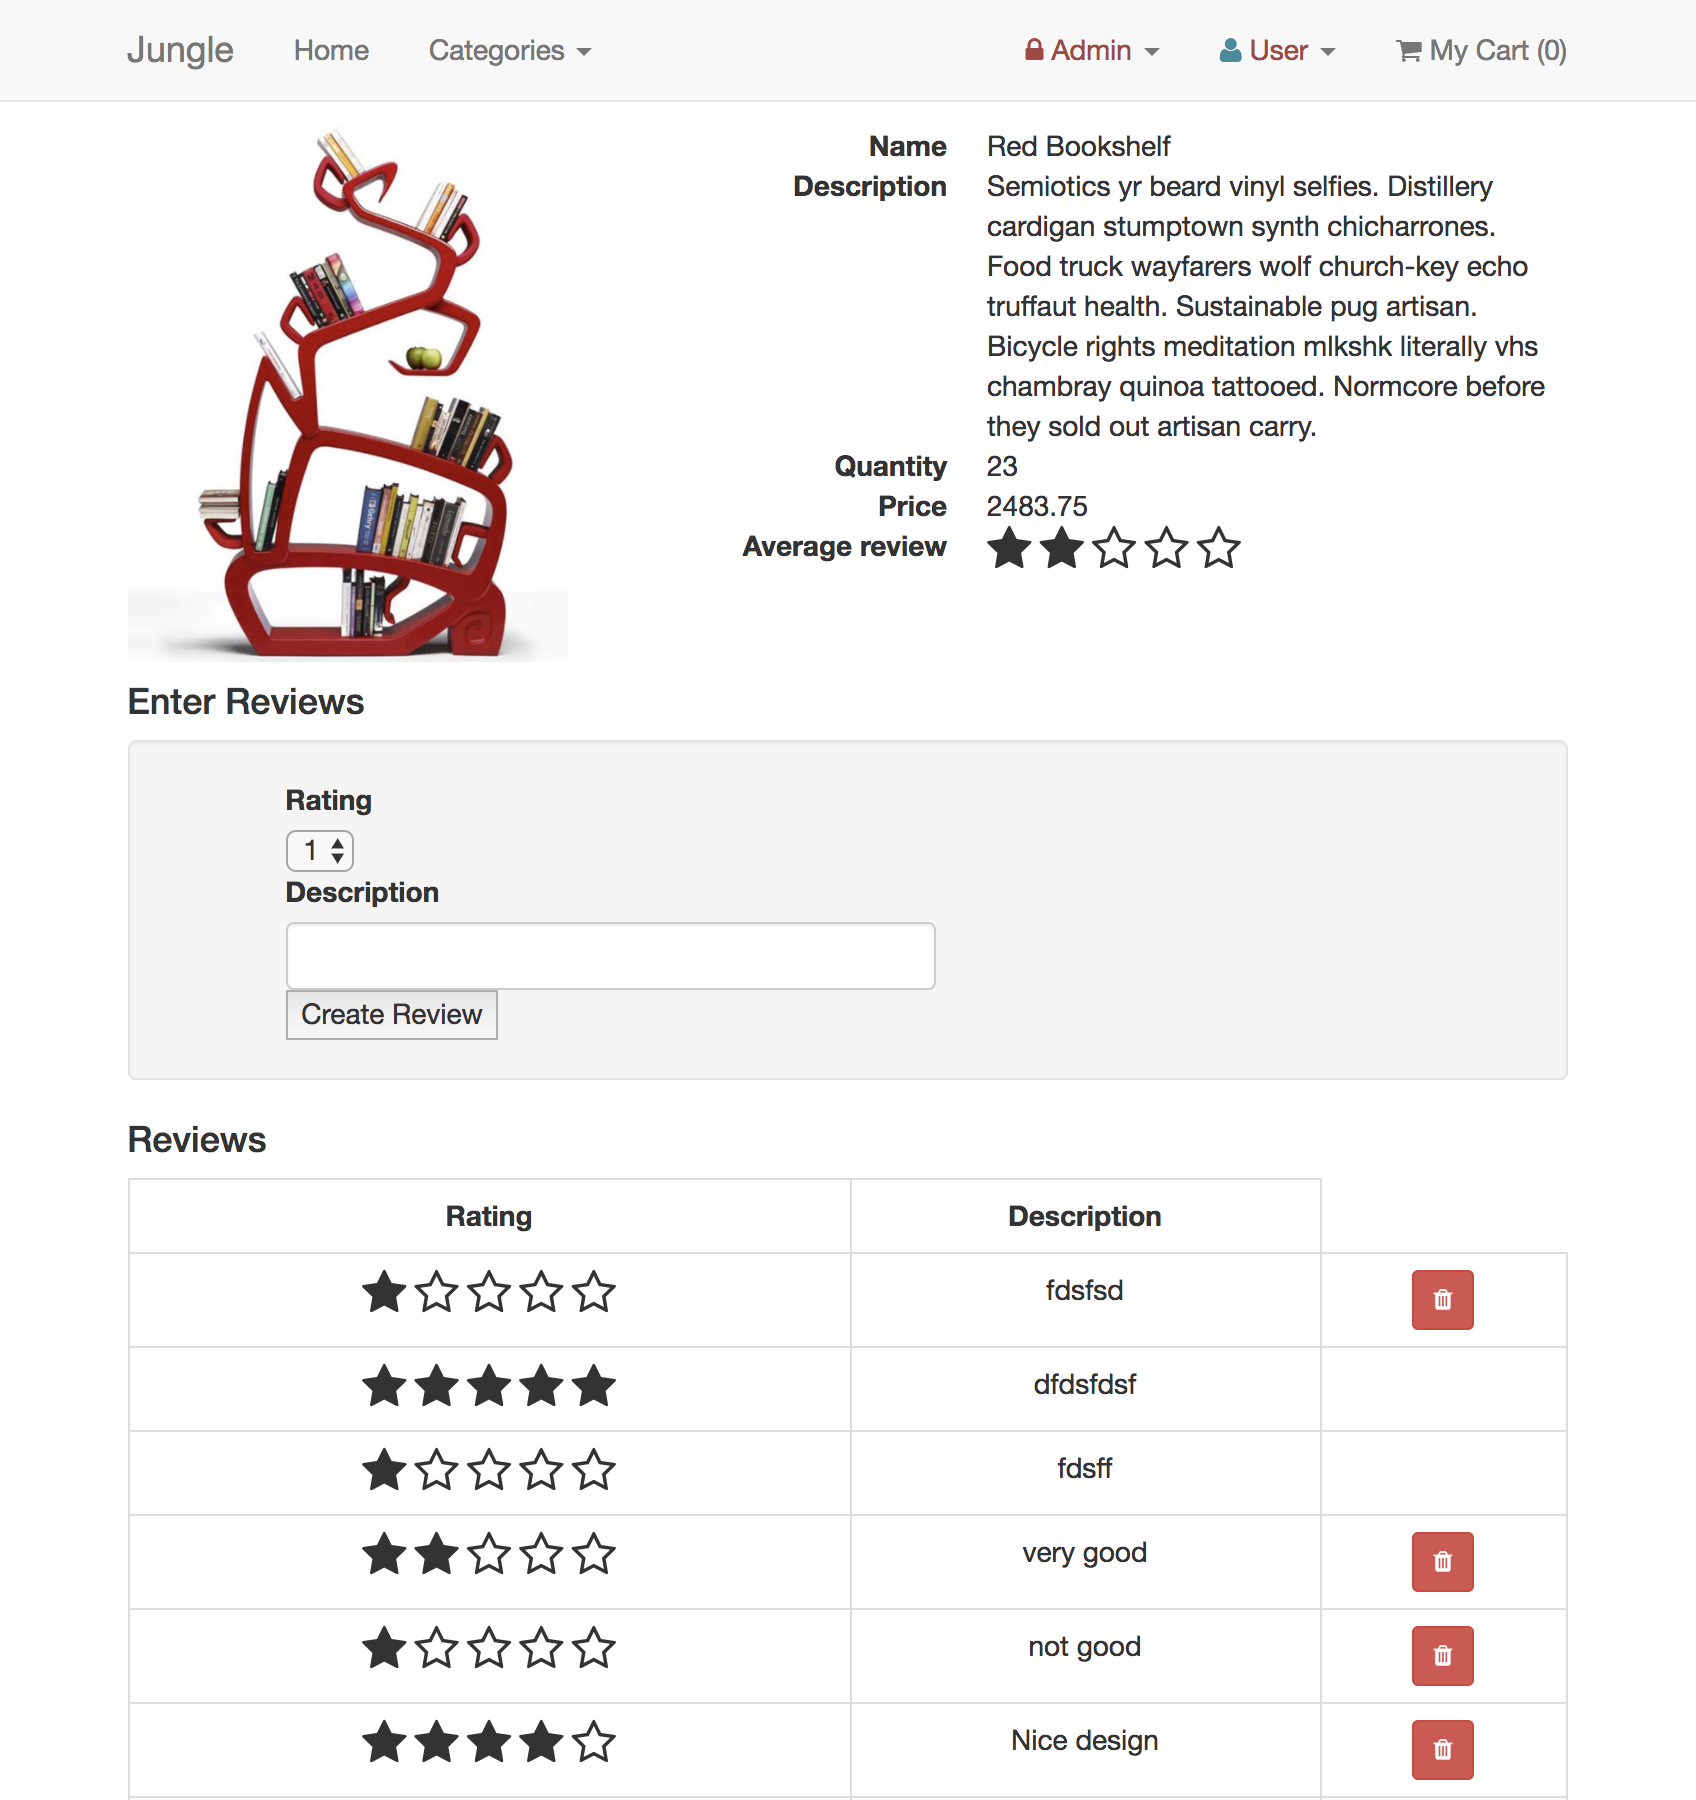 Jungle Home Categories Admin User My Cart (0)
Name Red Bookshelf
Description Semiotics yr beard vinyl selfies. Distillery
cardigan stumptown synth chicharrones.
Food truck wayfarers wolf church-key echo
truffaut health. Sustainable pug artisan.
Bicycle rights meditation mlkshk literally vhs
chambray quinoa tattooed. Normcore before
they sold out artisan carry.
Quantity 23
Price 2483.75
Average review
Enter Reviews
Rating
1
Description
Create Review
Reviews
Rating Description
fdsfsd
dfdsfdsf
fdsff
very good
not good
Nice design